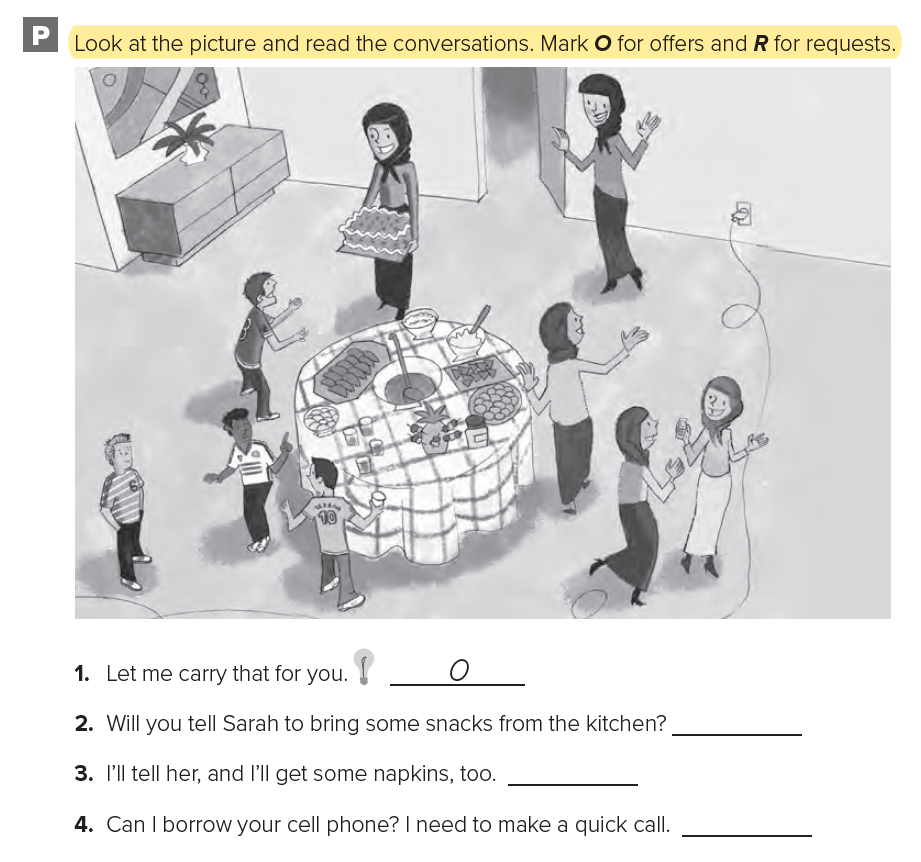 P Look at the picture and read the conversations. Mark O for offers and R for requests.
10
6
1. Let me carry that for you. O
2. Will you tell Sarah to bring some snacks from the kitchen?
3. I'll tell her, and I'll get some napkins, too.
4. Can I borrow your cell phone? I need to make a quick call.